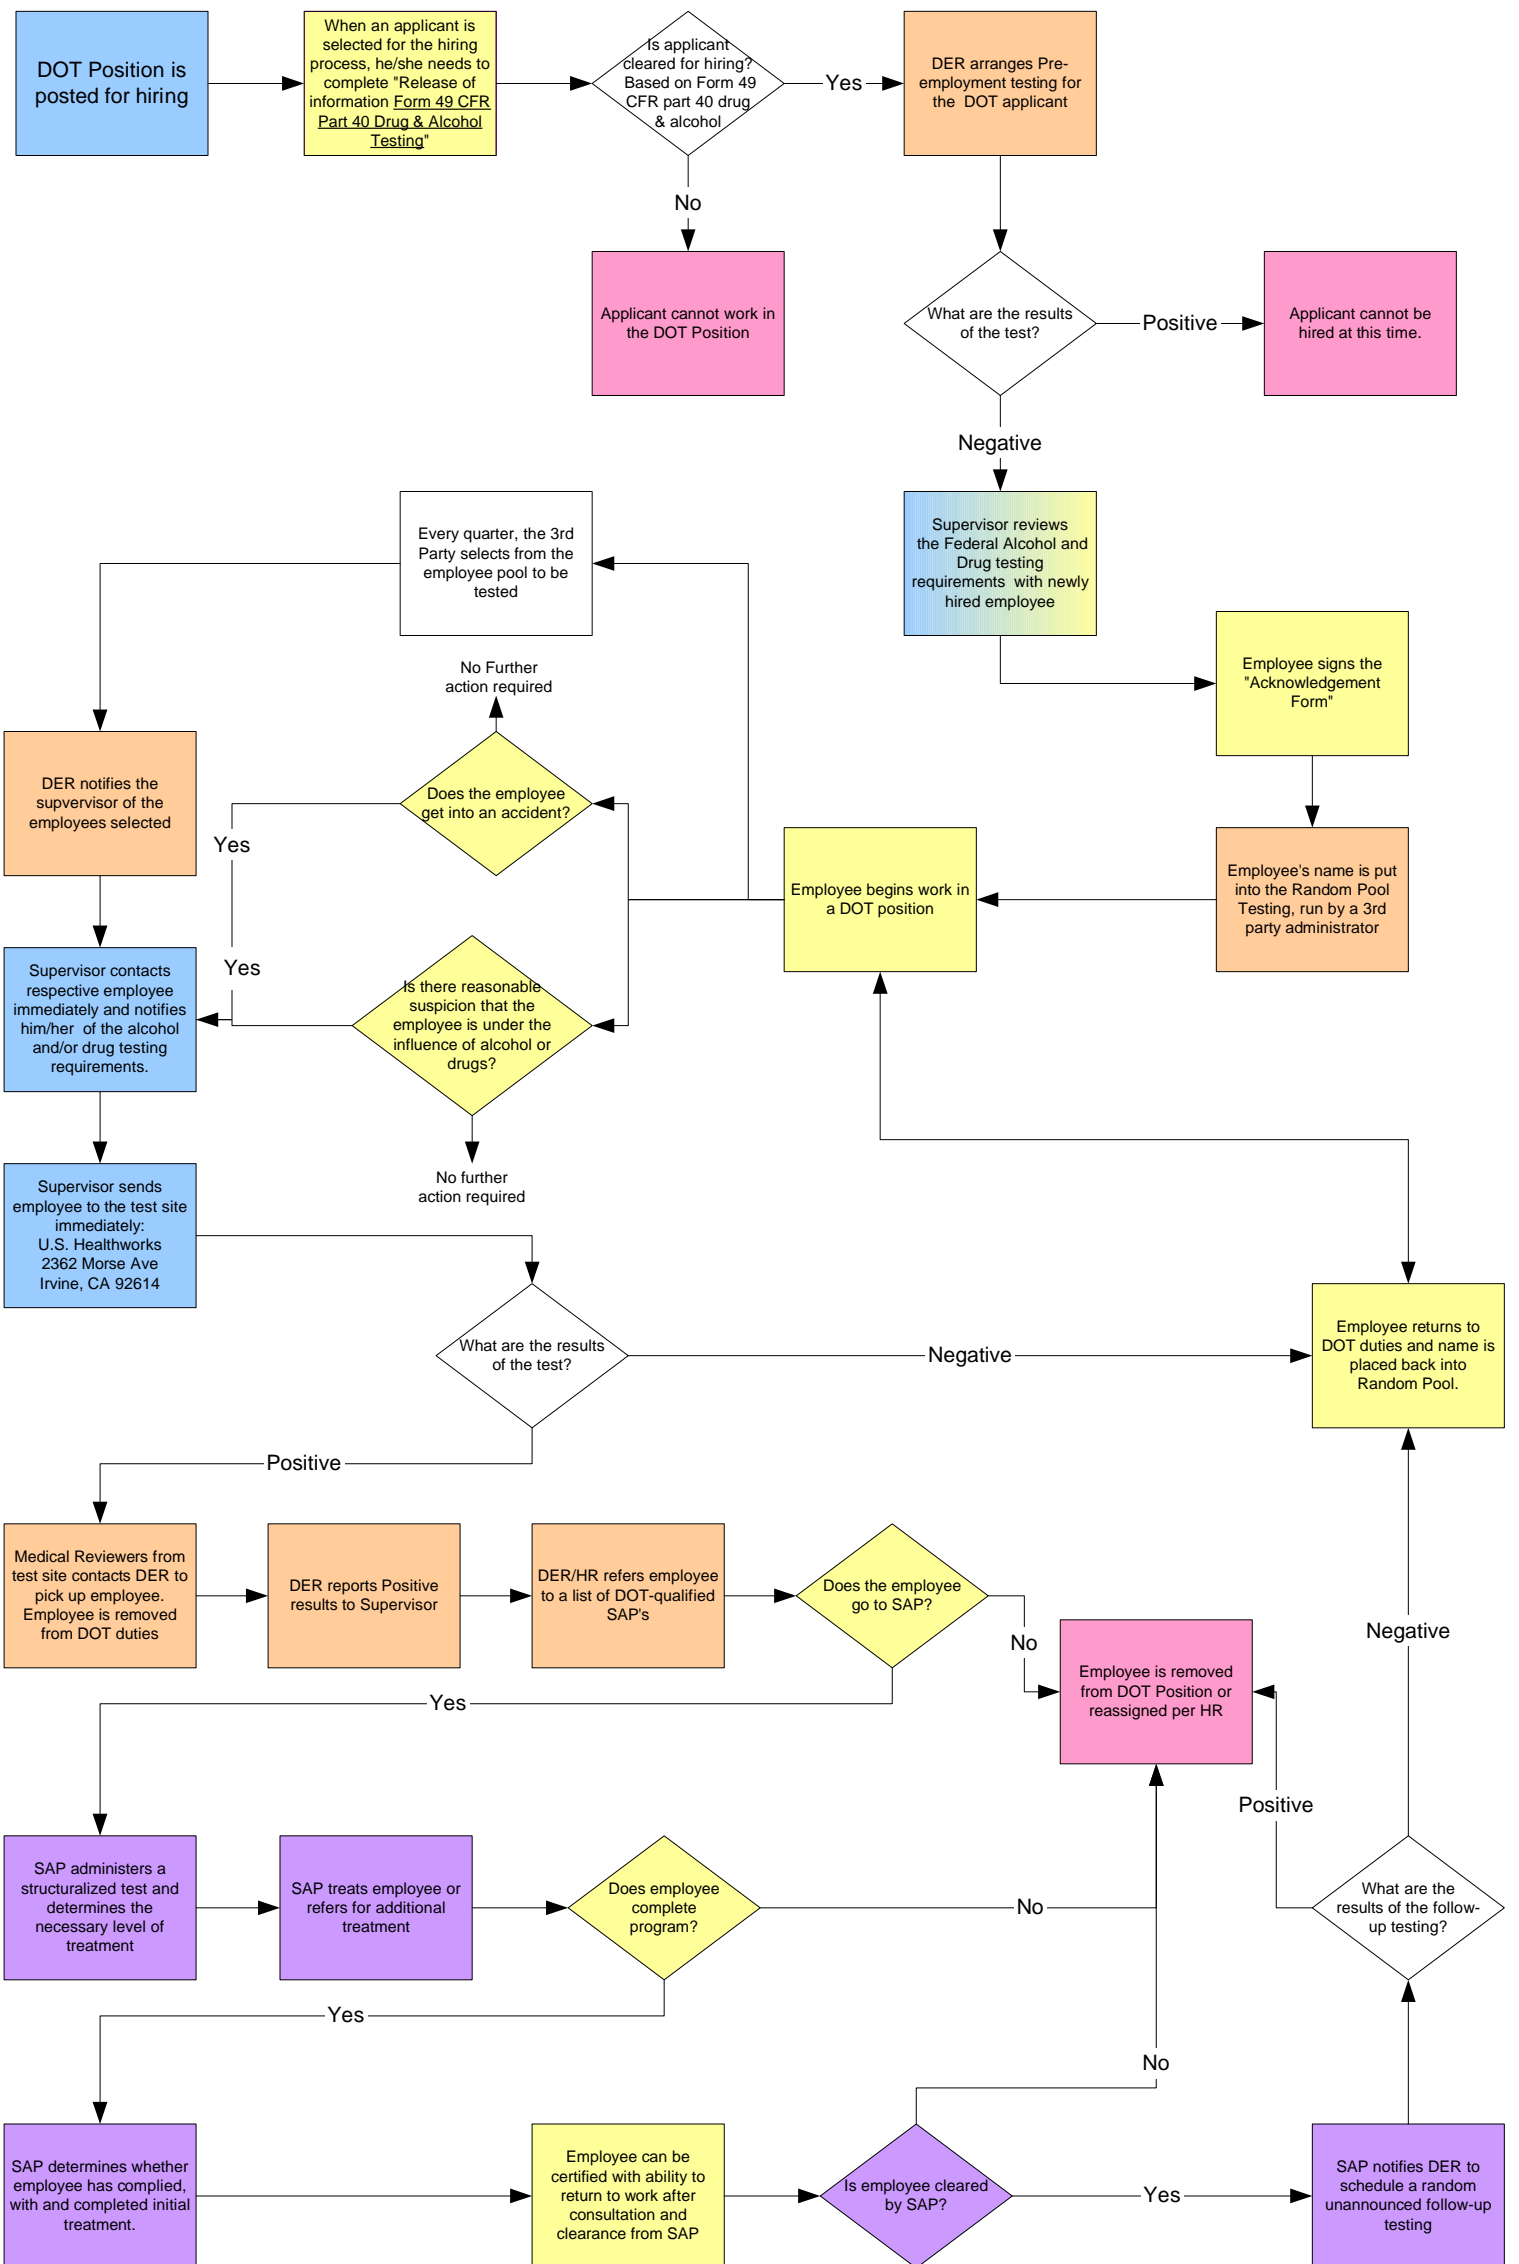 DOT Position is
posted for hiring
When an applicant is
selected for the hiring
process, he/she needs to
complete "Release of
information Form 49 CFR
Part 40 Drug & Alcohol
Testing"
Is applicant
cleared for hiring?
Based on Form 49
CFR part 40 drug
& alcohol
Yes
DER arranges Pre-
employment testing for
the DOT applicant
No
Applicant cannot work in
the DOT Position
What are the results
of the test?
Positive
Applicant cannot be
hired at this time.
Negative
Every quarter, the 3rd
Party selects from the
employee pool to be
tested
Supervisor reviews
the Federal Alcohol and
Drug testing
requirements with newly
hired employee
Employee signs the
"Acknowledgement
Form"
No Further
action required
DER notifies the
supvervisor of the
employees selected
Does the employee
get into an accident?
Yes
Employee begins work in
a DOT position
Employee's name is put
into the Random Pool
Testing, run by a 3rd
party administrator
Supervisor contacts
respective employee
immediately and notifies
him/her of the alcohol
and/or drug testing
requirements.
Yes
Is there reasonable
suspicion that the
employee is under the
influence of alcohol or
drugs?
No further
action required
Supervisor sends
employee to the test site
immediately:
U.S. Healthworks
2362 Morse Ave
Irvine, CA 92614
What are the results
of the test?
Negative
Employee returns to
DOT duties and name is
placed back into
Random Pool.
Positive
Medical Reviewers from
test site contacts DER to
pick up employee.
Employee is removed
from DOT duties
DER reports Positive
results to Supervisor
DER/HR refers employee
to a list of DOT-qualified
SAP's
Does the employee
go to SAP?
No
Employee is removed
from DOT Position or
reassigned per HR
Negative
Yes
Positive
SAP administers a
structuralized test and
determines the
necessary level of
treatment
SAP treats employee or
refers for additional
treatment
Does employee
complete
program?
No
What are the
results of the follow-
up testing?
Yes
No
SAP determines whether
employee has complied,
with and completed initial
treatment.
Employee can be
certified with ability to
return to work after
consultation and
clearance from SAP
Is employee cleared
by SAP?
Yes
SAP notifies DER to
schedule a random
unannounced follow-up
testing